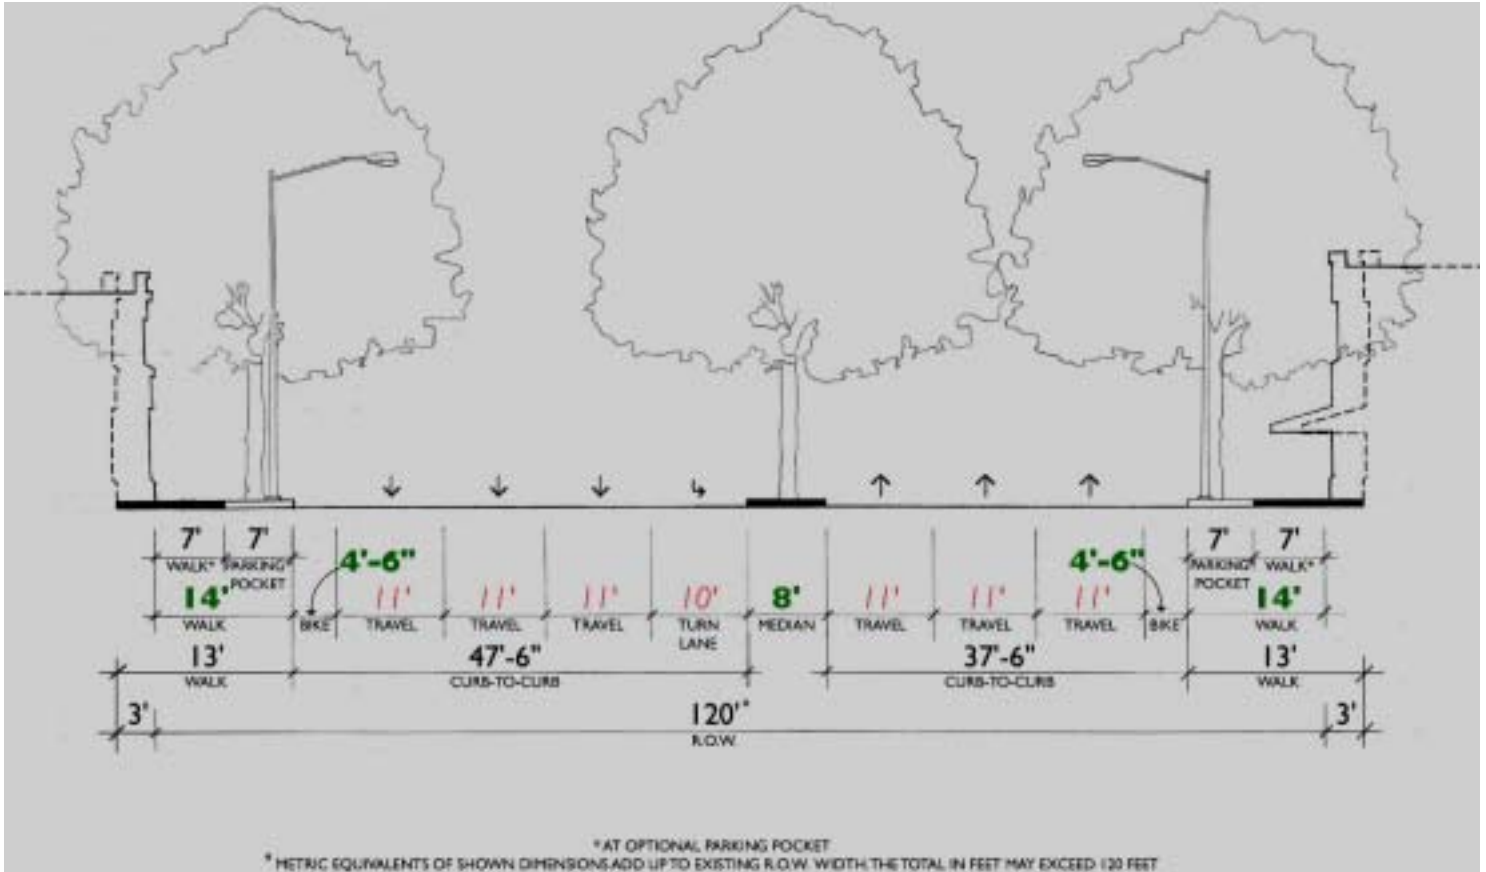 7' 7' 7' 7'
WALK* PARKING POCKET 4'-6" 4'-6" PARKING* POCKET WALK*
14' 11' 11' 11' 10' 8' 11' 11' 11' 14'
WALK BIKE TRAVEL TRAVEL TRAVEL TURN LANE MEDIAN TRAVEL TRAVEL TRAVEL BIKE WALK
13' 47'-6" 37'-6" 13'
WALK CURB-TO-CURB CURB-TO-CURB WALK
3' 120'* 3'
R.O.W.
* AT OPTIONAL PARKING POCKET
* METRIC EQUIVALENTS OF SHOWN DIMENSIONS ADD UP TO EXISTING R.O.W. WIDTH. THE TOTAL IN FEET MAY EXCEED 120 FEET